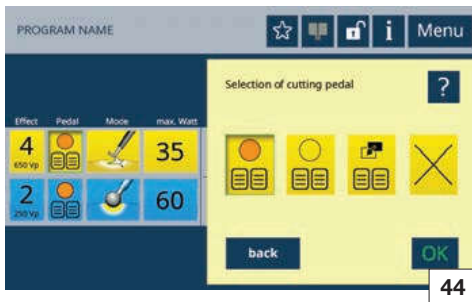 PROGRAM NAME
i
Menu
Selection of cutting pedal
?
Effect Pedal Mode max. Watt
4
650 Vp
35
2
250 Vp
60
back
OK
44